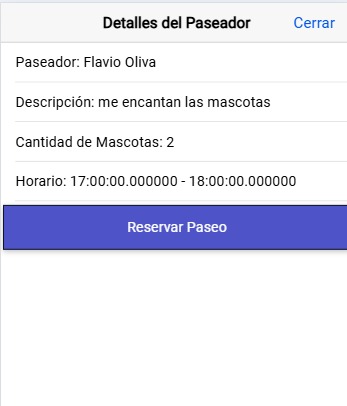 Detalles del Paseador Cerrar
Paseador: Flavio Oliva
Descripción: me encantan las mascotas
Cantidad de Mascotas: 2
Horario: 17:00:00.000000 - 18:00:00.000000
Reservar Paseo